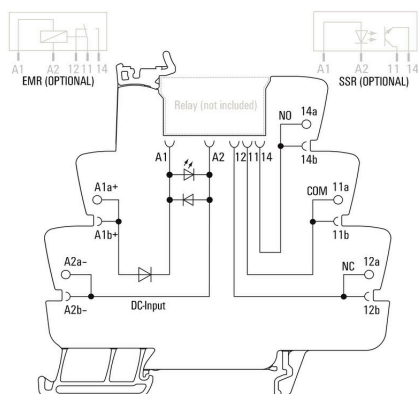 A1 A2 12 11 14
EMR (OPTIONAL)
A1 A2 11 14
SSR (OPTIONAL)
Relay (not included)
NO 14a
A1 A2 12 11 14 14b
A1a+ COM 11a
A1b+ 11b
A2a– NC 12a
DC-Input
A2b– 12b